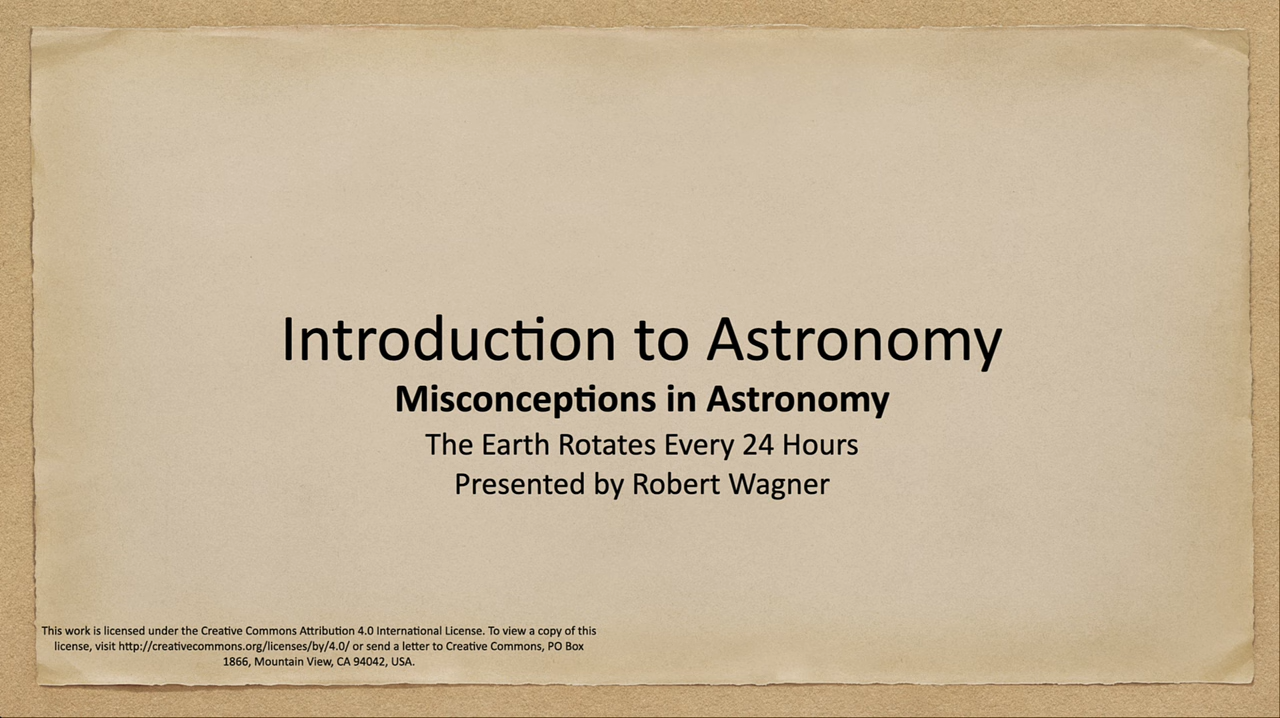 Introduction to Astronomy
Misconceptions in Astronomy
The Earth Rotates Every 24 Hours
Presented by Robert Wagner
This work is licensed under the Creative Commons Attribution 4.0 International License. To view a copy of this
license, visit http://creativecommons.org/licenses/by/4.0/ or send a letter to Creative Commons, PO Box
1866, Mountain View, CA 94042, USA.